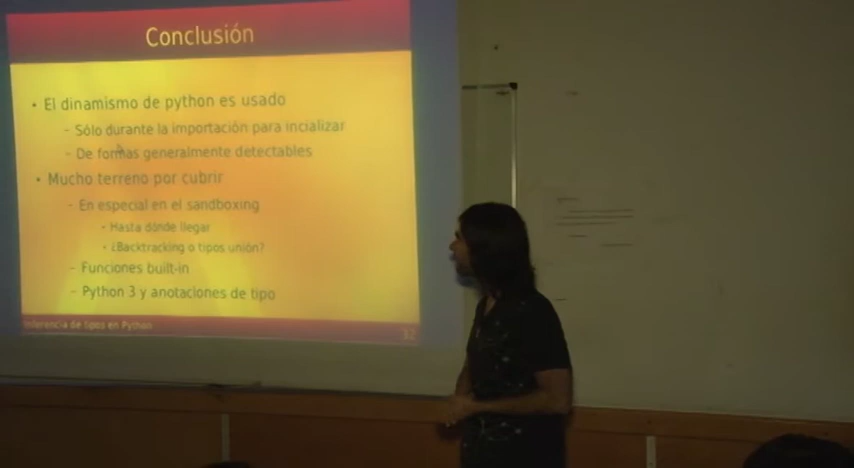 Conclusión
• El dinamismo de python es usado
– Sólo durante la importación para incializar
– De formas generalmente detectables
• Mucho terreno por cubrir
– En especial en el sandboxing
• Hasta dónde llegar
• ¿Backtracking o tipos unión?
– Funciones built-in
– Python 3 y anotaciones de tipo
Inferencia de tipos en Python
32